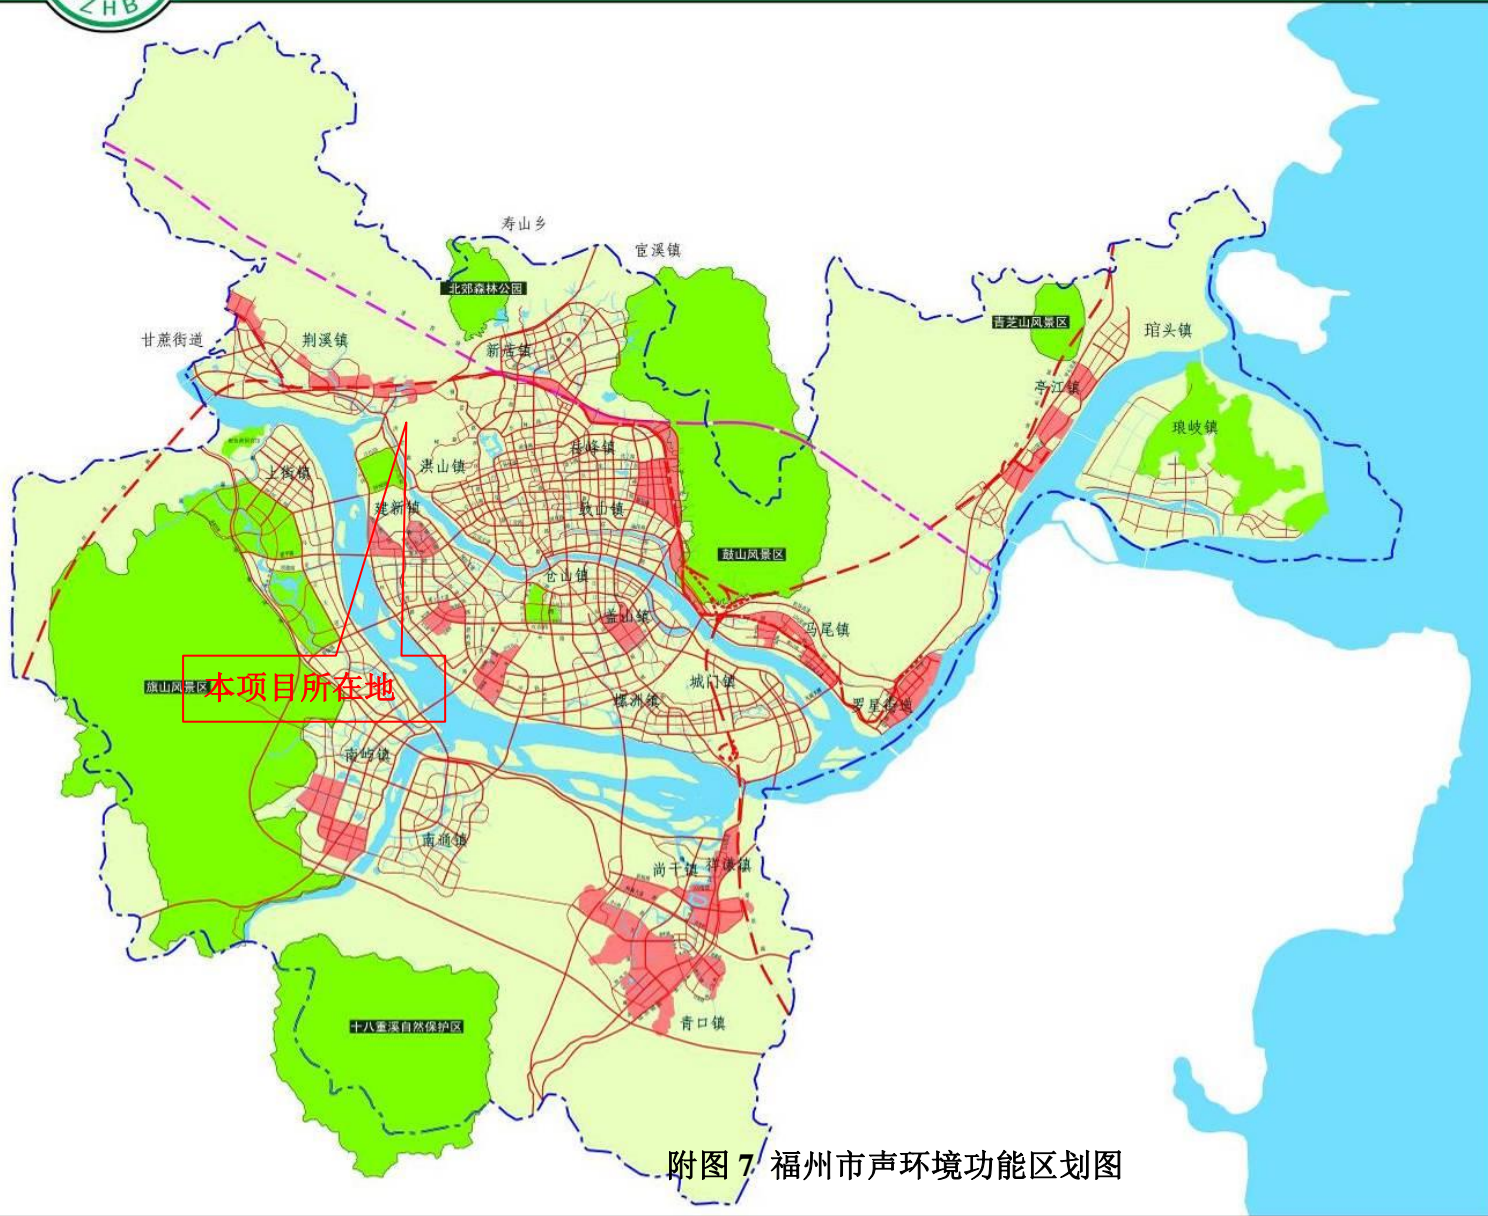 ZHB
寿山乡
宦溪镇
北郊森林公园
青芝山风景区
琯头镇
甘蔗街道
荆溪镇
新店镇
亭江镇
琅岐镇
桂峰镇
洪山镇
上街镇
建新镇
鼓山镇
鼓山风景区
仓山镇
盖山镇
马尾镇
旗山风景区
本项目所在地
城门镇
螺洲镇
罗星街道
南屿镇
南通镇
尚干镇
祥谦镇
青口镇
十八重溪自然保护区
附图 7 福州市声环境功能区划图